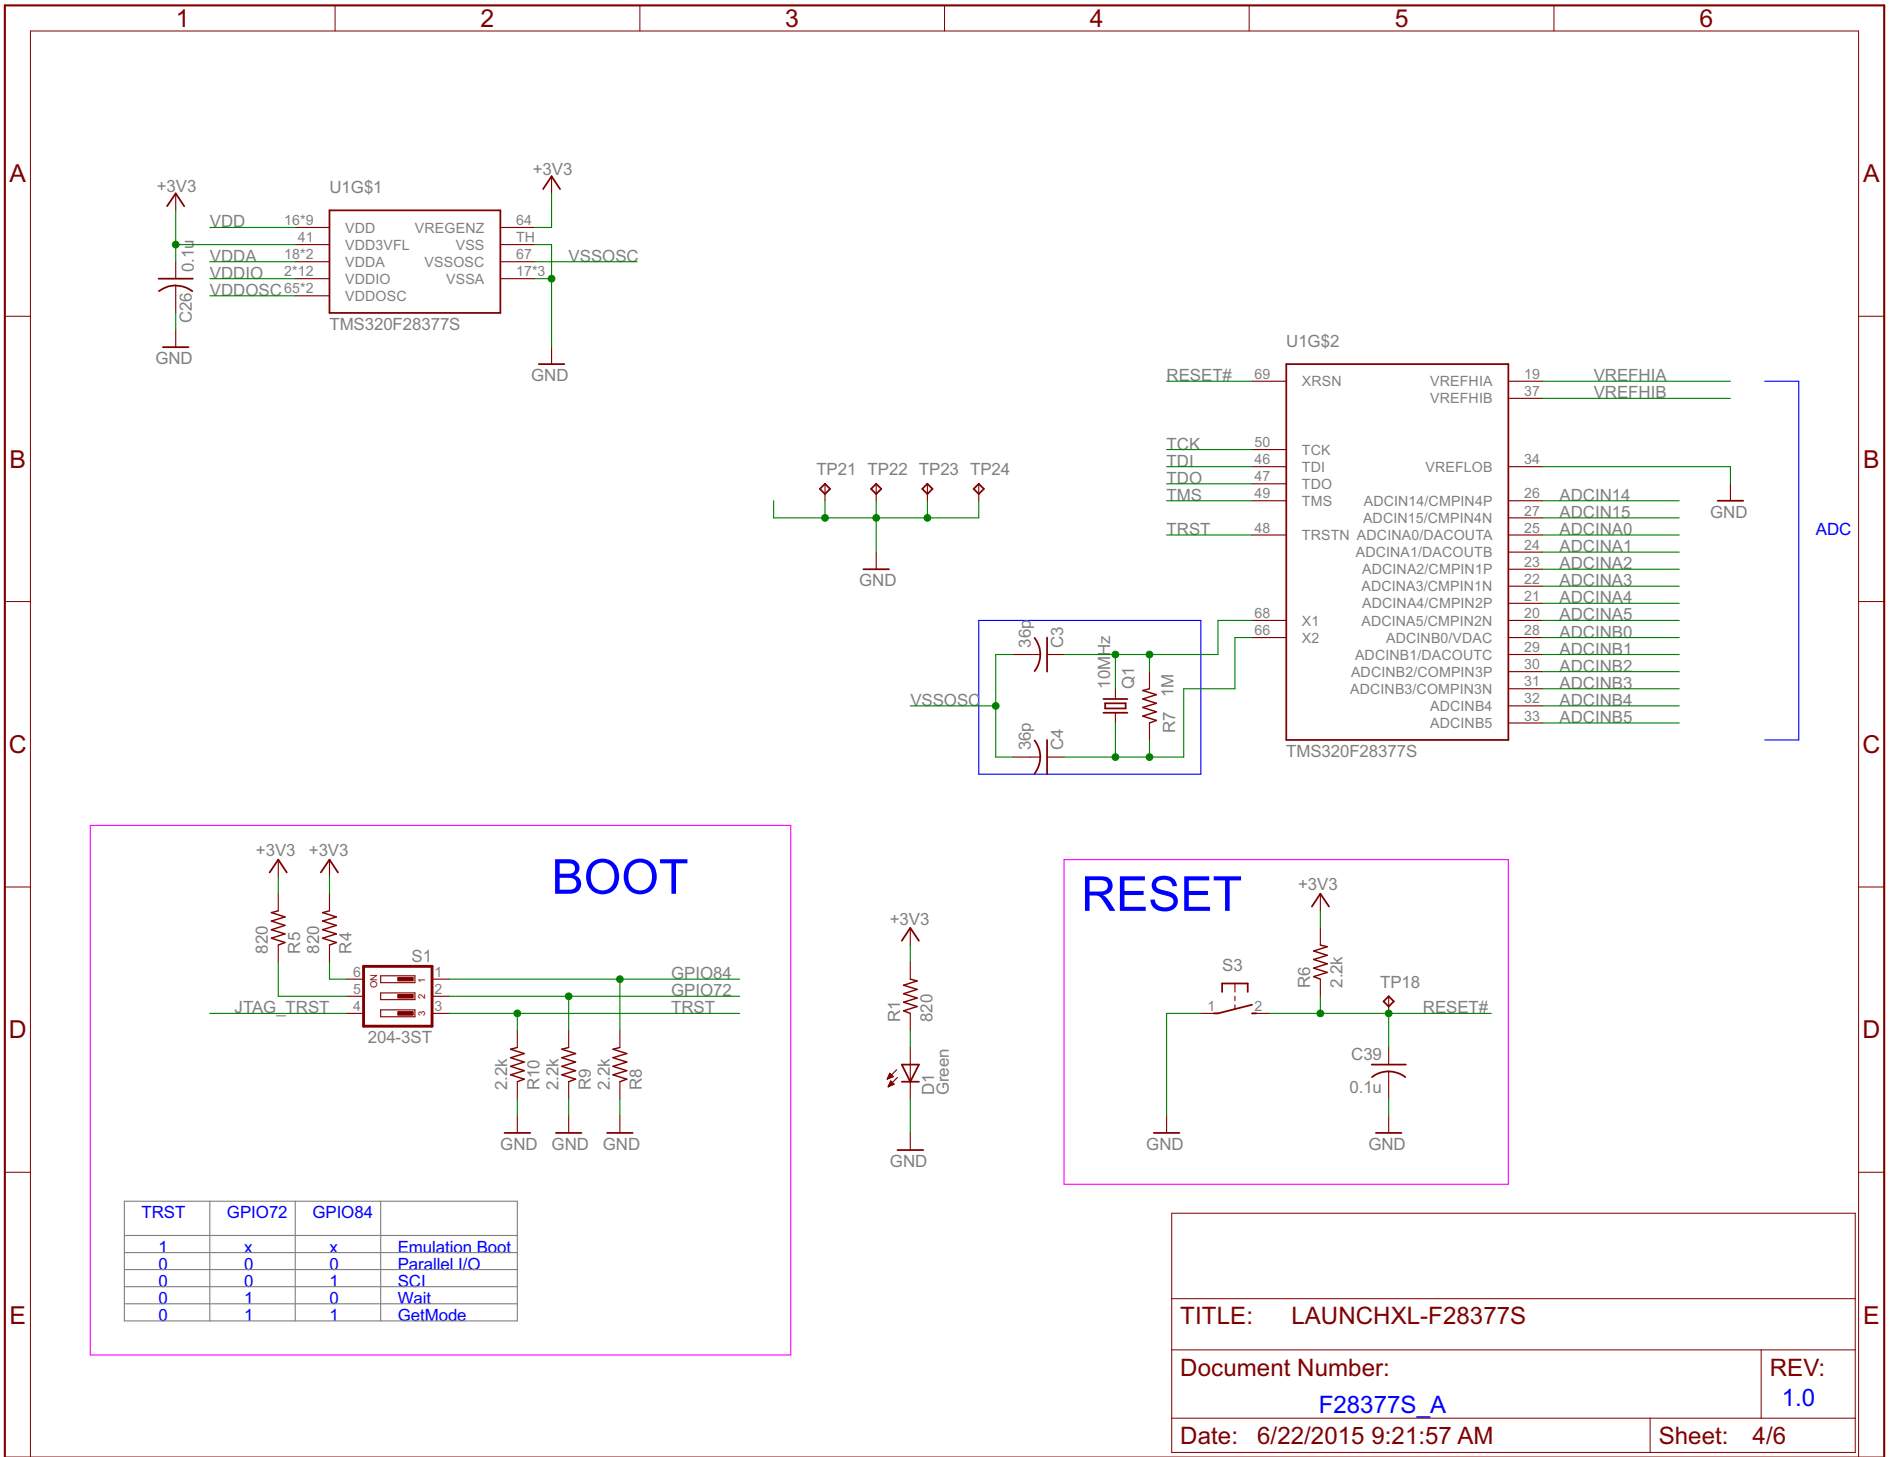 1 2 3 4 5 6
A A
B B
C C
D D
E E
+3V3
0.1u
C26
GND
U1G$1
VDD 16*9 VDD
41 VDD3VFL
VDDA 18*2 VDDA
VDDIO 2*12 VDDIO
VDDOSC 65*2 VDDOSC
VREGENZ 64
VSS TH
VSSOSC 67 VSSOSC
VSSA 17*3
TMS320F28377S
+3V3
GND
TP21 TP22 TP23 TP24
GND
U1G$2
RESET# 69 XRSN
TCK 50 TCK
TDI 46 TDI
TDO 47 TDO
TMS 49 TMS
TRST 48 TRSTN
68 X1
66 X2
VREFHIA 19 VREFHIA
VREFHIB 37 VREFHIB
VREFLOB 34
GND
ADCIN14/CMPIN4P 26 ADCIN14
ADCIN15/CMPIN4N 27 ADCIN15
ADCINA0/DACOUTA 25 ADCINA0
ADCINA1/DACOUTB 24 ADCINA1
ADCINA2/CMPIN1P 23 ADCINA2
ADCINA3/CMPIN1N 22 ADCINA3
ADCINA4/CMPIN2P 21 ADCINA4
ADCINA5/CMPIN2N 20 ADCINA5
ADCINB0/VDAC 28 ADCINB0
ADCINB1/DACOUTC 29 ADCINB1
ADCINB2/COMPIN3P 30 ADCINB2
ADCINB3/COMPIN3N 31 ADCINB3
ADCINB4 32 ADCINB4
ADCINB5 33 ADCINB5
TMS320F28377S
ADC
VSSOSC
36p C3
36p C4
10MHz Q1
1M R7
BOOT
+3V3 +3V3
820 R5 820 R4
S1
6 ON 1 1 GPIO84
5 2 2 GPIO72
JTAG_TRST 4 3 3 TRST
204-3ST
2.2k R10 2.2k R9 2.2k R8
GND GND GND
TRST GPIO72 GPIO84
1 x x Emulation Boot
0 0 0 Parallel I/O
0 0 1 SCI
0 1 0 Wait
0 1 1 GetMode
+3V3
R1 820
D1 Green
GND
RESET
+3V3
S3
1 2
R6 2.2k
TP18
RESET#
C39
0.1u
GND GND
TITLE: LAUNCHXL-F28377S
Document Number:
F28377S_A
REV:
1.0
Date: 6/22/2015 9:21:57 AM
Sheet: 4/6